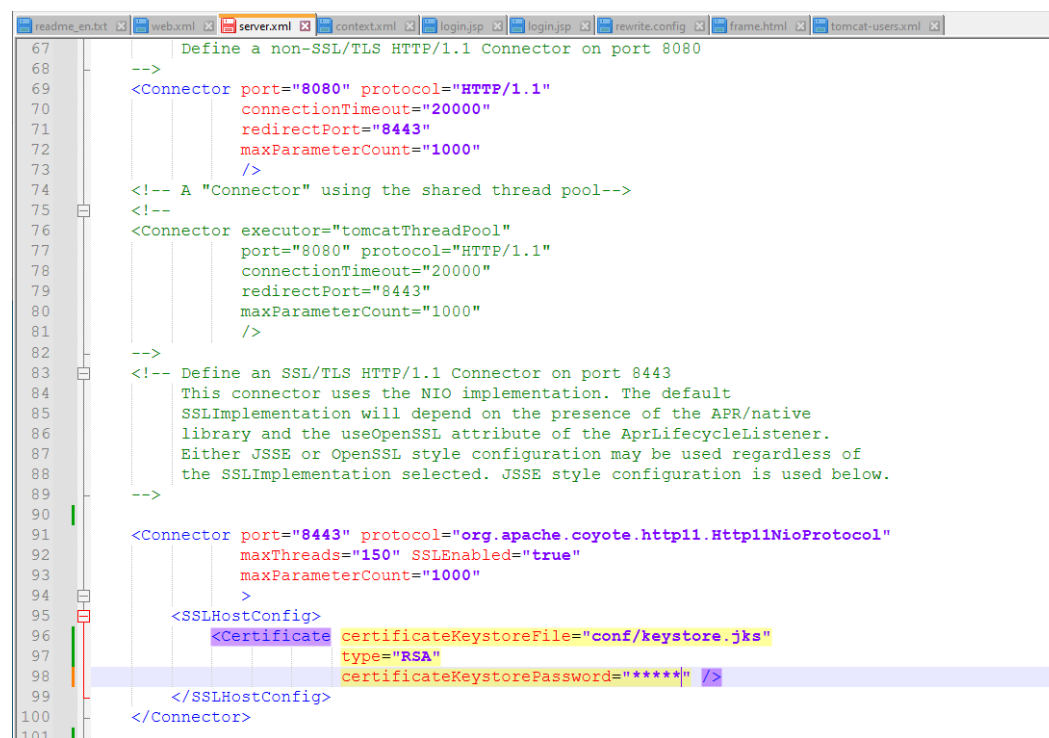 readme_en.txt web.xml server.xml context.xml login.jsp login.jsp rewrite.config frame.html tomcat-users.xml
67 Define a non-SSL/TLS HTTP/1.1 Connector on port 8080
68 -->
69 <Connector port="8080" protocol="HTTP/1.1"
70 connectionTimeout="20000"
71 redirectPort="8443"
72 maxParameterCount="1000"
73 />
74 <!-- A "Connector" using the shared thread pool-->
75 <!--
76 <Connector executor="tomcatThreadPool"
77 port="8080" protocol="HTTP/1.1"
78 connectionTimeout="20000"
79 redirectPort="8443"
80 maxParameterCount="1000"
81 />
82 -->
83 <!-- Define an SSL/TLS HTTP/1.1 Connector on port 8443
84 This connector uses the NIO implementation. The default
85 SSLImplementation will depend on the presence of the APR/native
86 library and the useOpenSSL attribute of the AprLifecycleListener.
87 Either JSSE or OpenSSL style configuration may be used regardless of
88 the SSLImplementation selected. JSSE style configuration is used below.
89 -->
90
91 <Connector port="8443" protocol="org.apache.coyote.http11.Http11NioProtocol"
92 maxThreads="150" SSLEnabled="true"
93 maxParameterCount="1000"
94 >
95 <SSLHostConfig>
96 <Certificate certificateKeystoreFile="conf/keystore.jks"
97 type="RSA"
98 certificateKeystorePassword="*****" />
99 </SSLHostConfig>
100 </Connector>
101